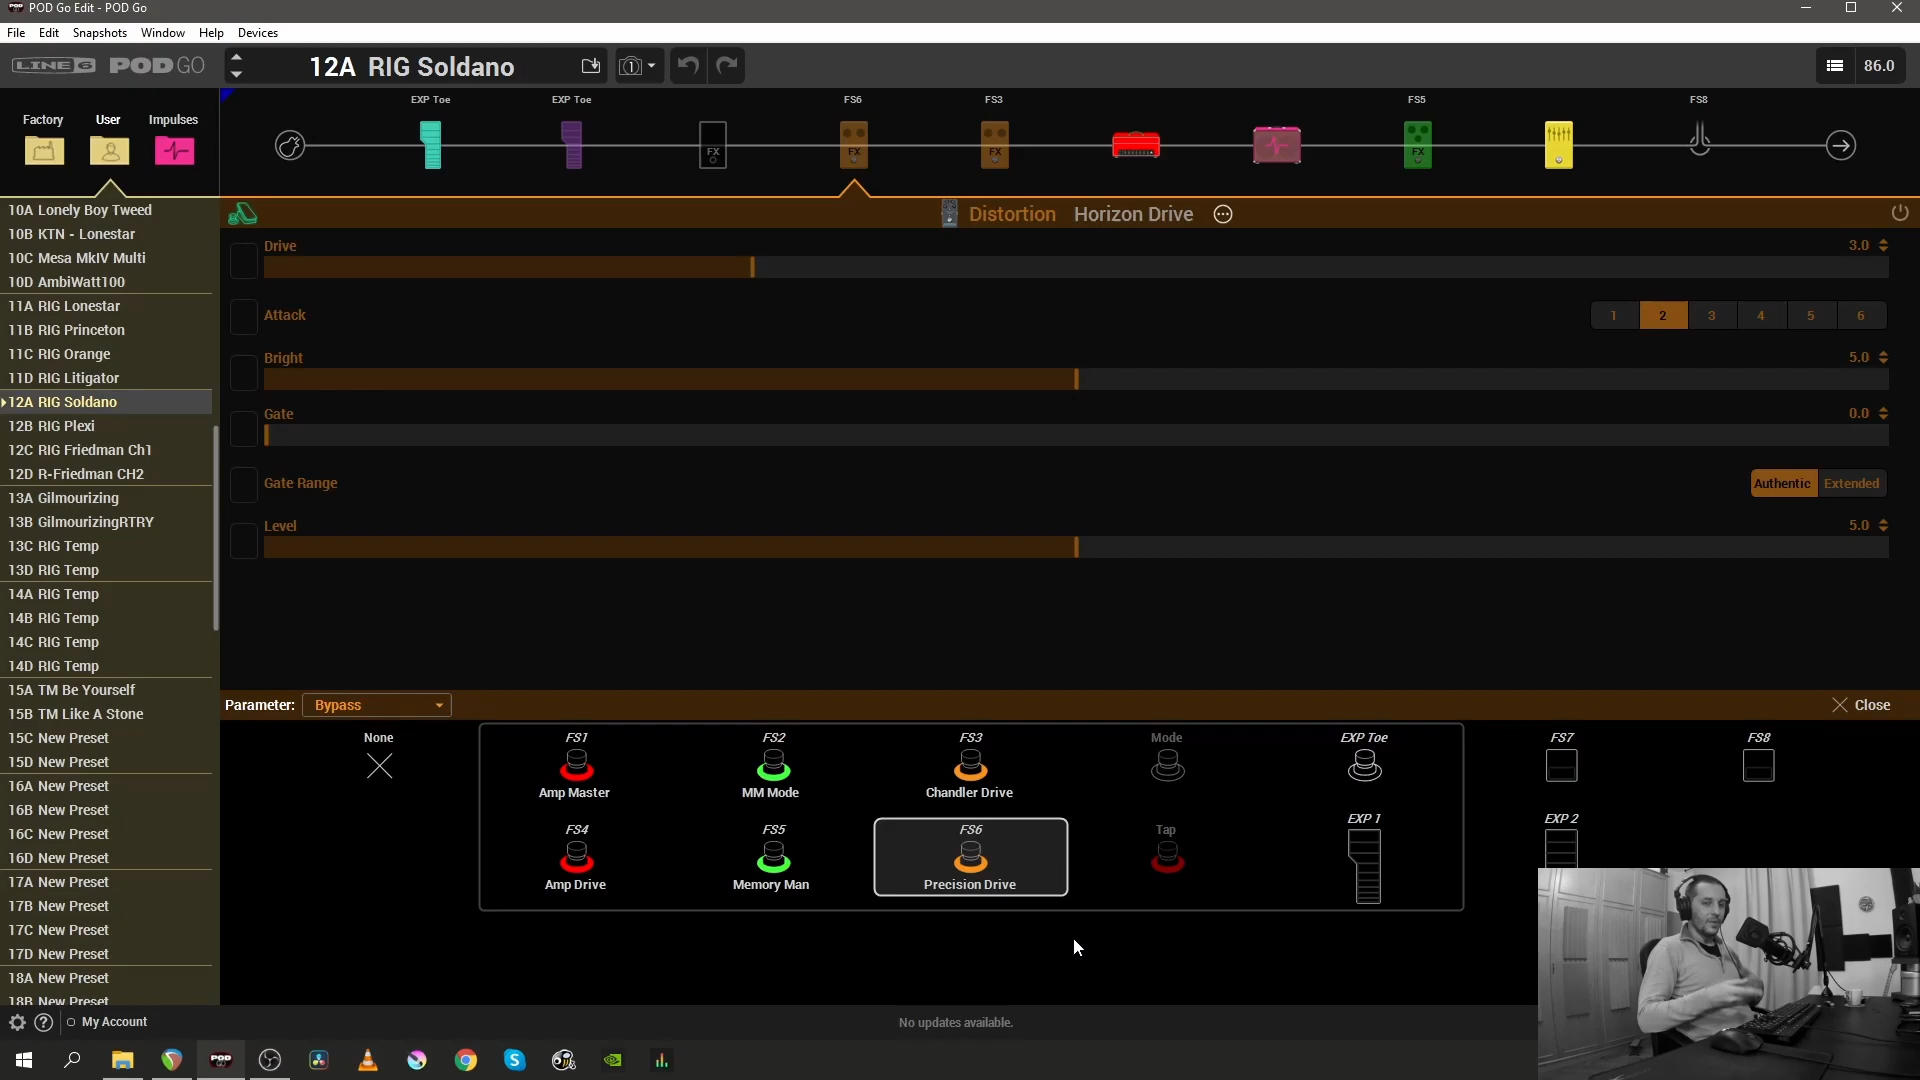 POD Go Edit - POD Go
File Edit Snapshots Window Help Devices
LINE 6 POD GO
12A RIG Soldano
1
86.0
Factory User Impulses
EXP Toe EXP Toe FS6 FS3 FS5 FS8
FX FX FX FX
10A Lonely Boy Tweed
10B KTN - Lonestar
10C Mesa MkIV Multi
10D AmbiWatt100
11A RIG Lonestar
11B RIG Princeton
11C RIG Orange
11D RIG Litigator
12A RIG Soldano
12B RIG Plexi
12C RIG Friedman Ch1
12D R-Friedman CH2
13A Gilmourizing
13B GilmourizingRTRY
13C RIG Temp
13D RIG Temp
14A RIG Temp
14B RIG Temp
14C RIG Temp
14D RIG Temp
15A TM Be Yourself
15B TM Like A Stone
15C New Preset
15D New Preset
16A New Preset
16B New Preset
16C New Preset
16D New Preset
17A New Preset
17B New Preset
17C New Preset
17D New Preset
18A New Preset
18B New Preset
Distortion Horizon Drive
Drive 3.0
Attack 1 2 3 4 5 6
Bright 5.0
Gate 0.0
Gate Range Authentic Extended
Level 5.0
Parameter: Bypass Close
None FS1 FS2 FS3 Mode EXP Toe FS7 FS8
Amp Master MM Mode Chandler Drive
FS4 FS5 FS6 Tap EXP 1 EXP 2
Amp Drive Memory Man Precision Drive
My Account
No updates available.
POD